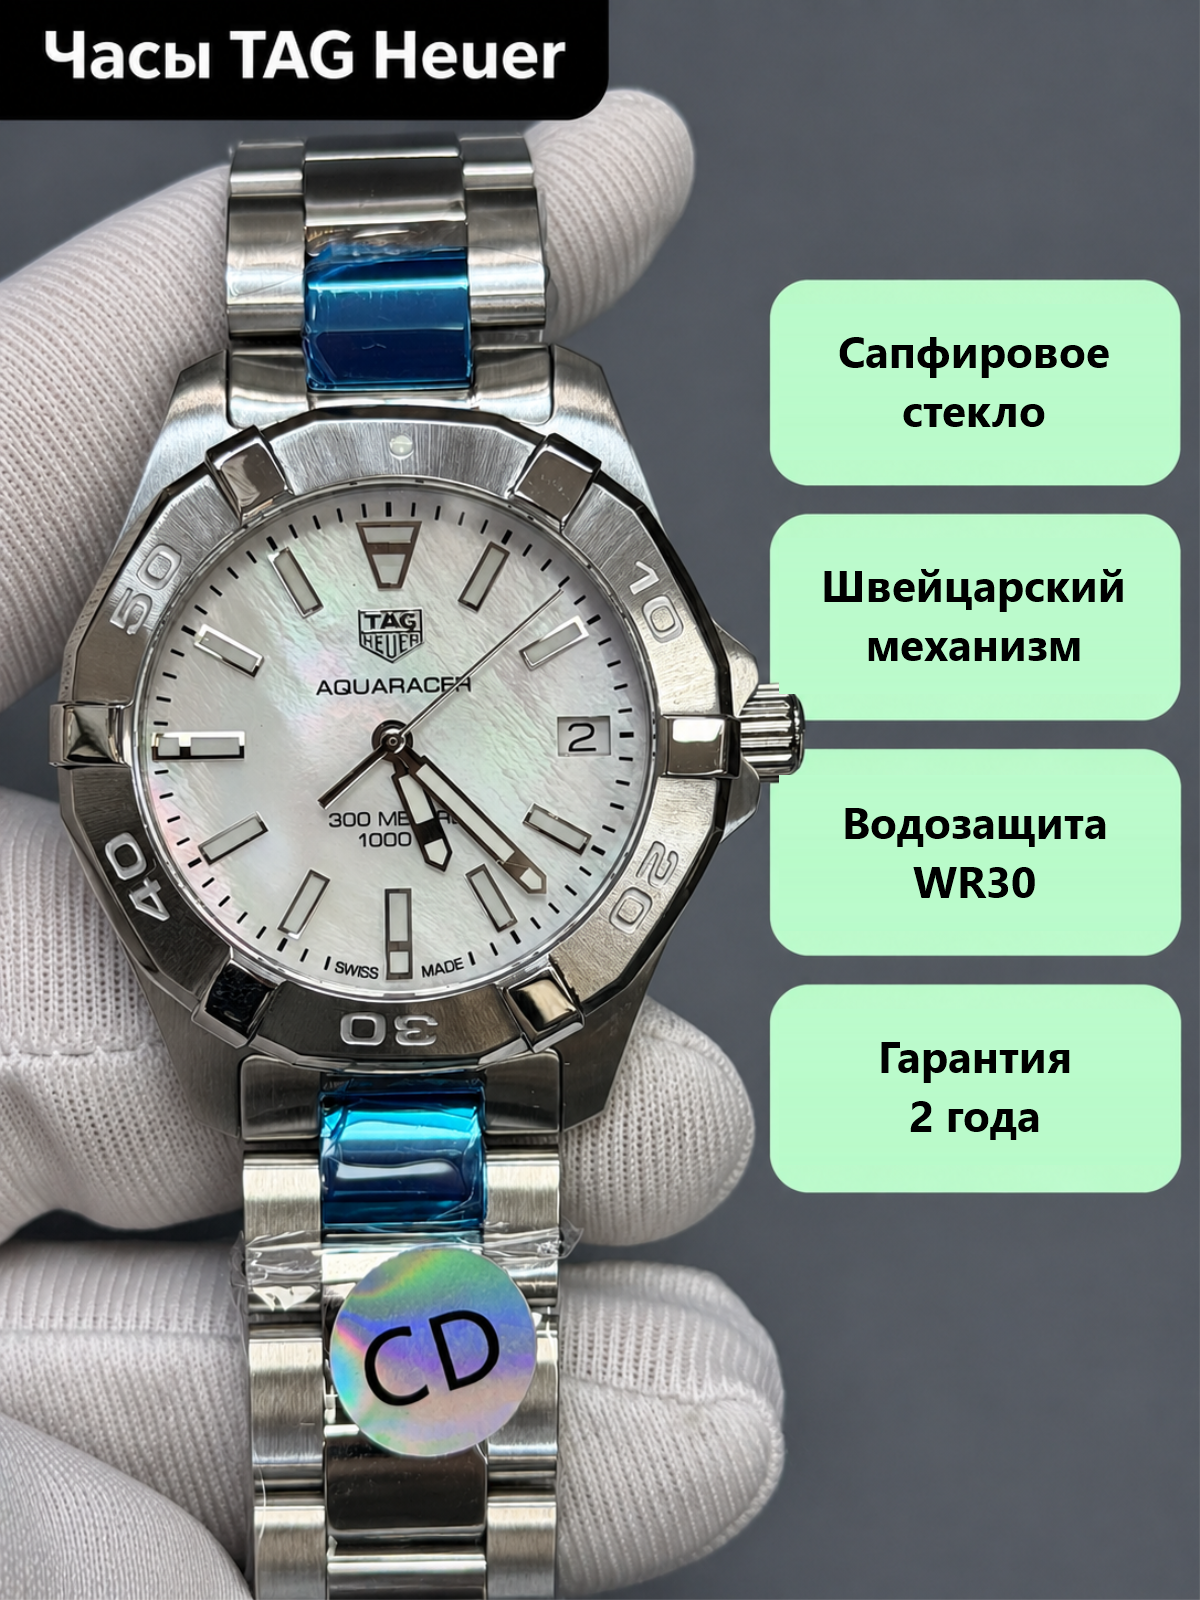 Часы TAG Heuer
Сапфировое
стекло
Швейцарский
механизм
Водозащита
WR30
Гарантия
2 года
50
10
TAG
HEUER
AQUARACER
2
300
1000
40
20
SWISS
MADE
30
CD